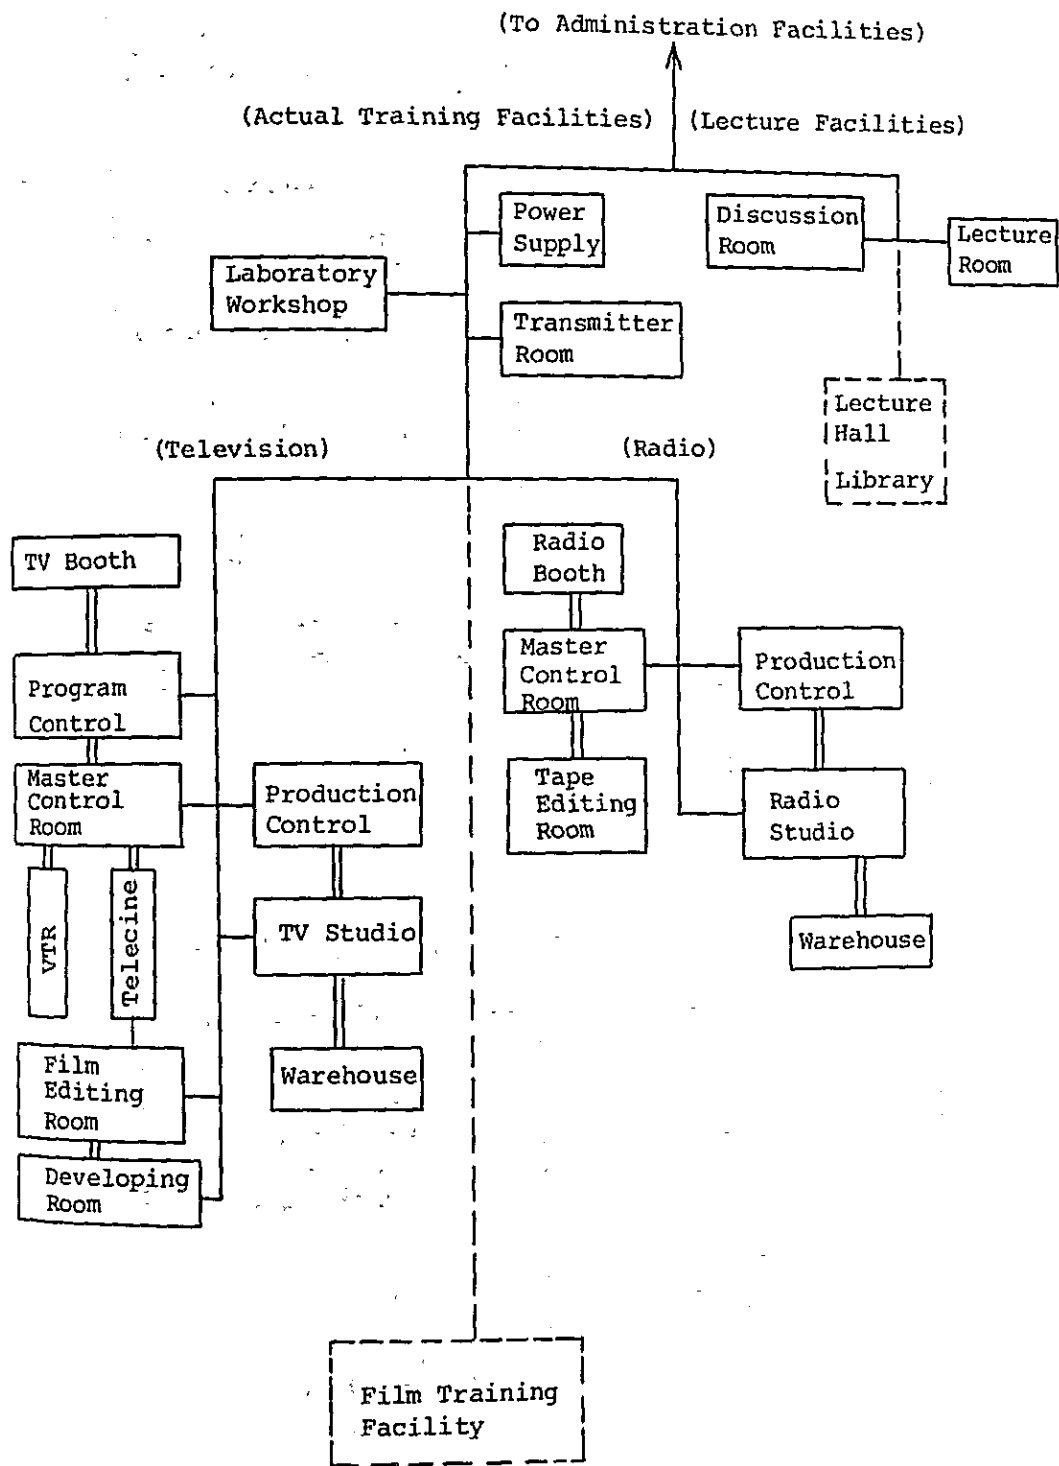 (To Administration Facilities)
(Actual Training Facilities)
(Lecture Facilities)
Power
Supply
Discussion
Room
Lecture
Room
Laboratory
Workshop
Transmitter
Room
Lecture
Hall
Library
(Television)
(Radio)
TV Booth
Radio
Booth
Program
Control
Master
Control
Room
Production
Control
Master
Control
Room
Production
Control
Tape
Editing
Room
Radio
Studio
VTR
Telecine
TV Studio
Warehouse
Film
Editing
Room
Warehouse
Developing
Room
Film Training
Facility